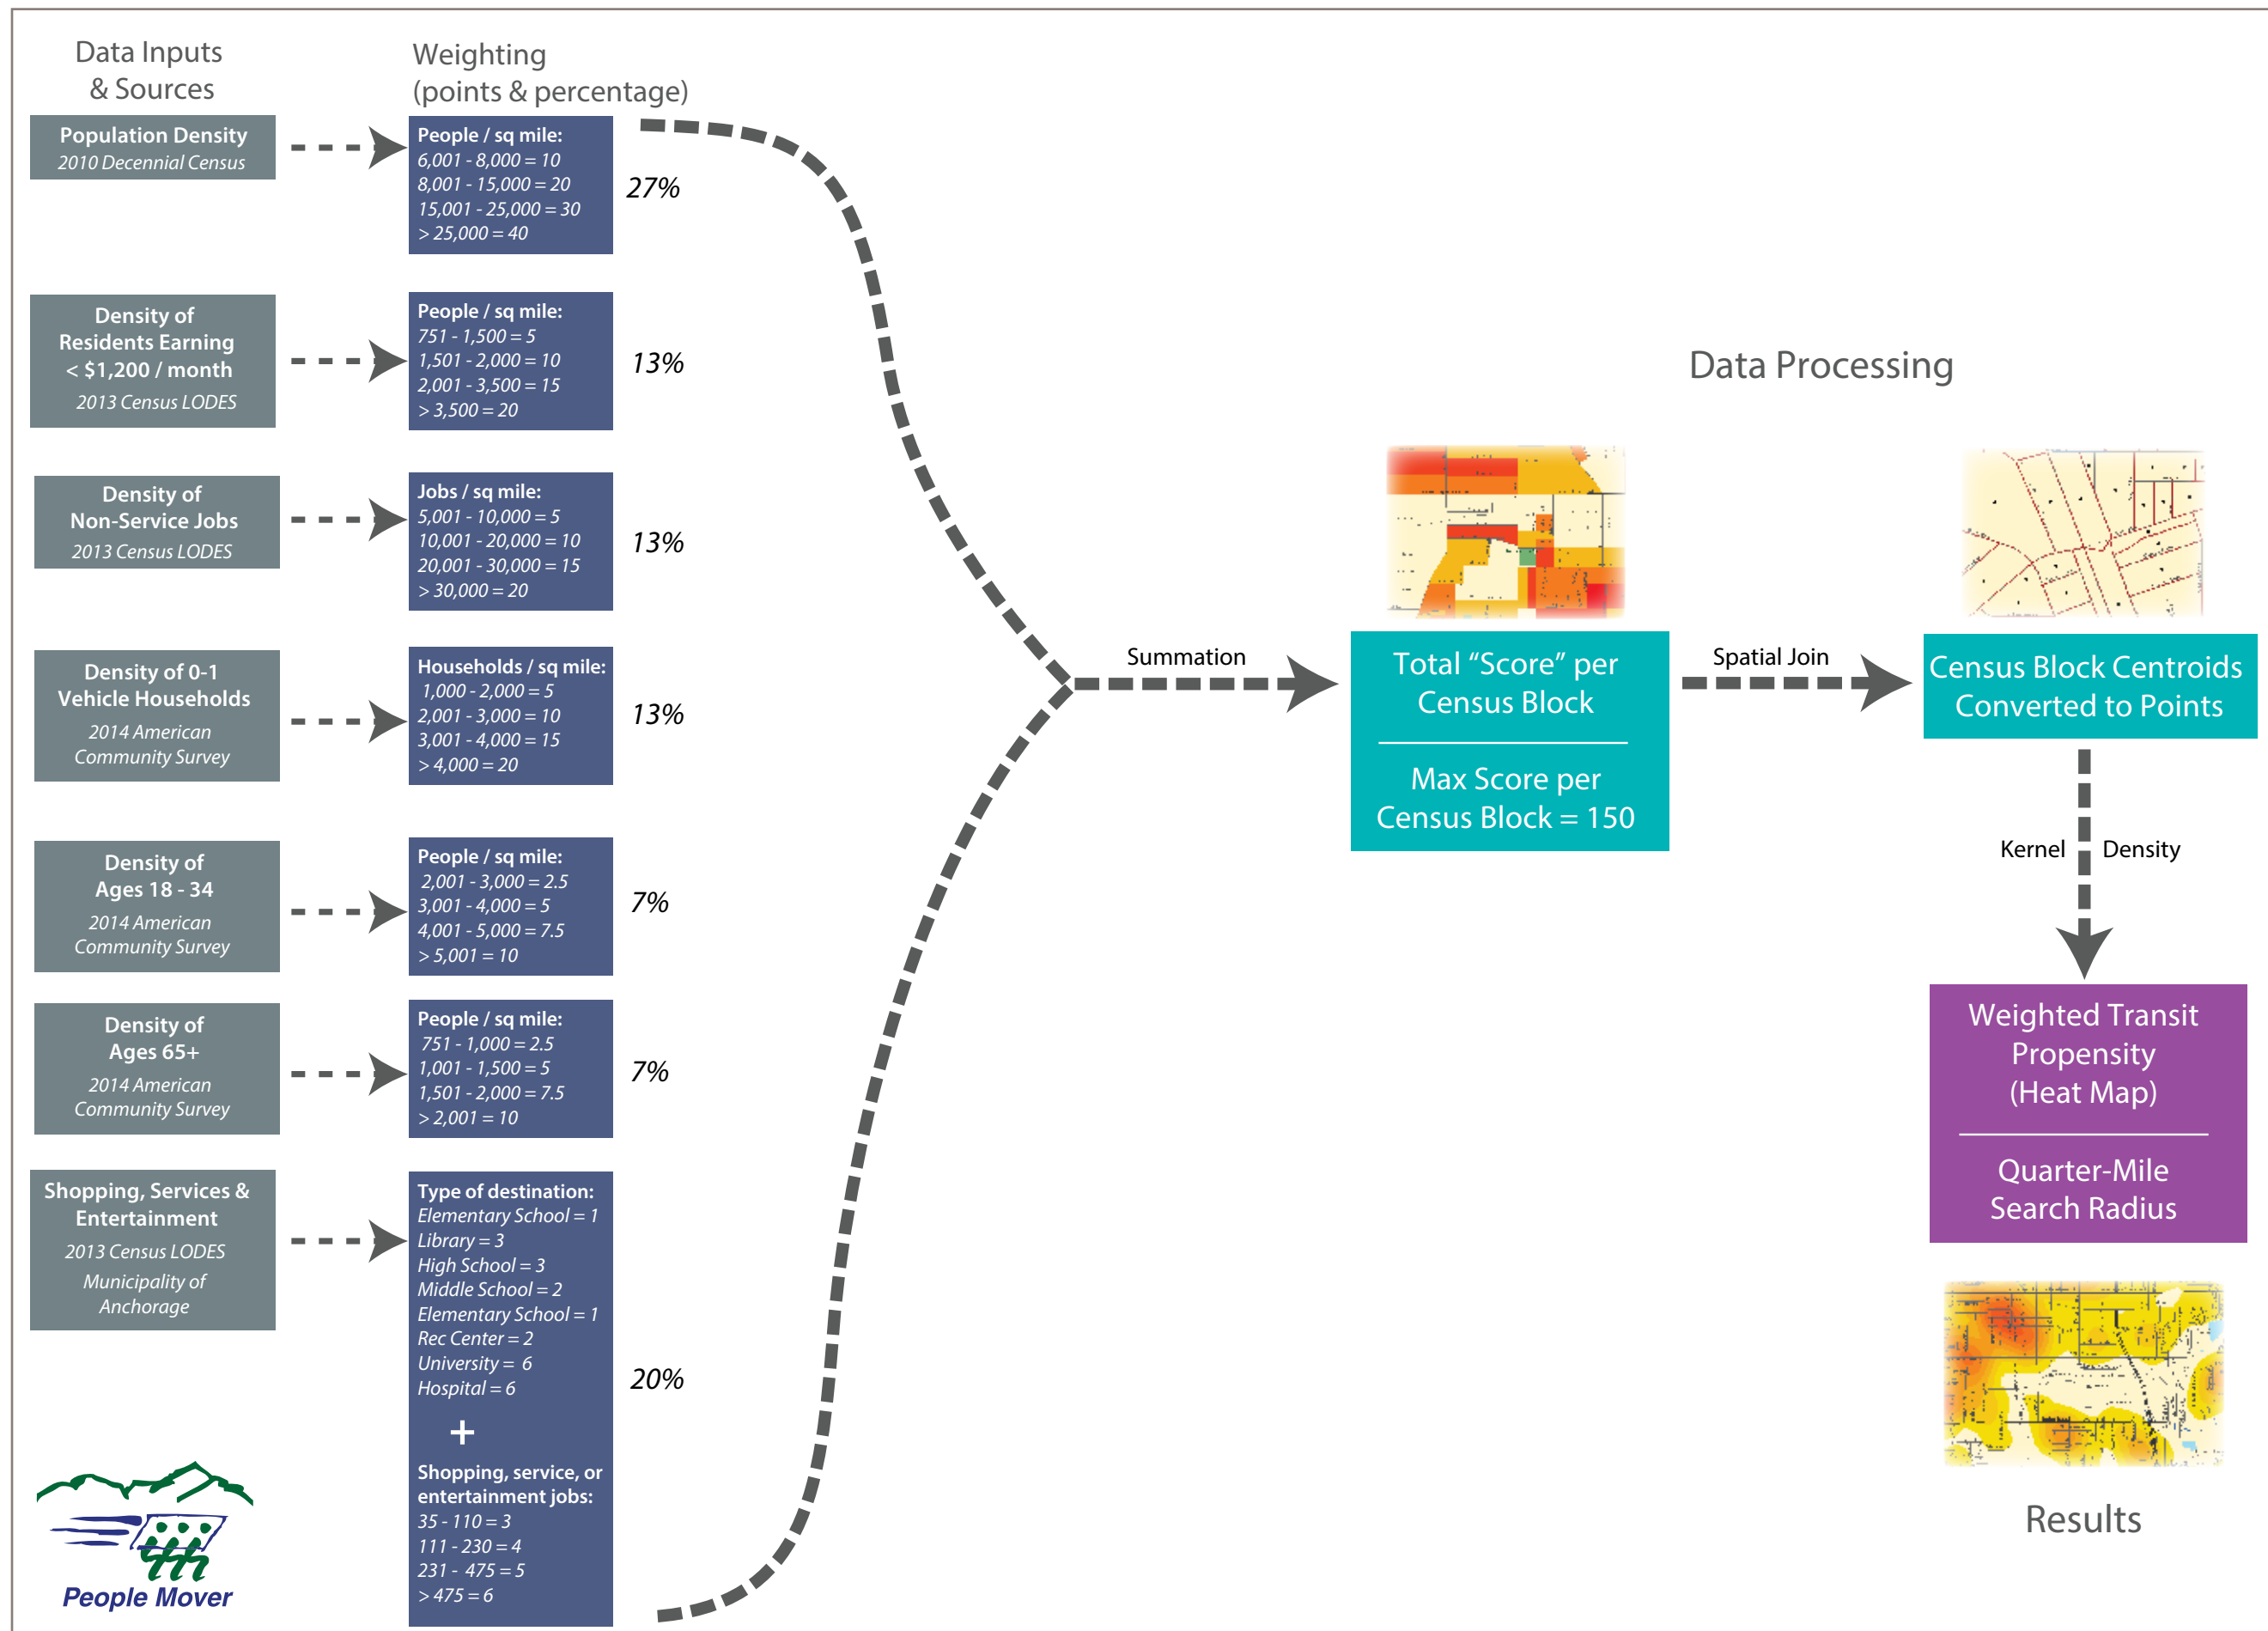 Data Inputs
& Sources
Weighting
(points & percentage)
Population Density
2010 Decennial Census
People / sq mile:
6,001 - 8,000 = 10
8,001 - 15,000 = 20
15,001 - 25,000 = 30
> 25,000 = 40
27%
Density of
Residents Earning
< $1,200 / month
2013 Census LODES
People / sq mile:
751 - 1,500 = 5
1,501 - 2,000 = 10
2,001 - 3,500 = 15
> 3,500 = 20
13%
Density of
Non-Service Jobs
2013 Census LODES
Jobs / sq mile:
5,001 - 10,000 = 5
10,001 - 20,000 = 10
20,001 - 30,000 = 15
> 30,000 = 20
13%
Density of 0-1
Vehicle Households
2014 American
Community Survey
Households / sq mile:
1,000 - 2,000 = 5
2,001 - 3,000 = 10
3,001 - 4,000 = 15
> 4,000 = 20
13%
Density of
Ages 18 - 34
2014 American
Community Survey
People / sq mile:
2,001 - 3,000 = 2.5
3,001 - 4,000 = 5
4,001 - 5,000 = 7.5
> 5,001 = 10
7%
Density of
Ages 65+
2014 American
Community Survey
People / sq mile:
751 - 1,000 = 2.5
1,001 - 1,500 = 5
1,501 - 2,000 = 7.5
> 2,001 = 10
7%
Shopping, Services &
Entertainment
2013 Census LODES
Municipality of
Anchorage
Type of destination:
Elementary School = 1
Library = 3
High School = 3
Middle School = 2
Elementary School = 1
Rec Center = 2
University = 6
Hospital = 6
+
Shopping, service, or
entertainment jobs:
35 - 110 = 3
111 - 230 = 4
231 - 475 = 5
> 475 = 6
20%
People Mover
Summation
Data Processing
Total “Score” per
Census Block
Max Score per
Census Block = 150
Spatial Join
Census Block Centroids
Converted to Points
Kernel Density
Weighted Transit
Propensity
(Heat Map)
Quarter-Mile
Search Radius
Results